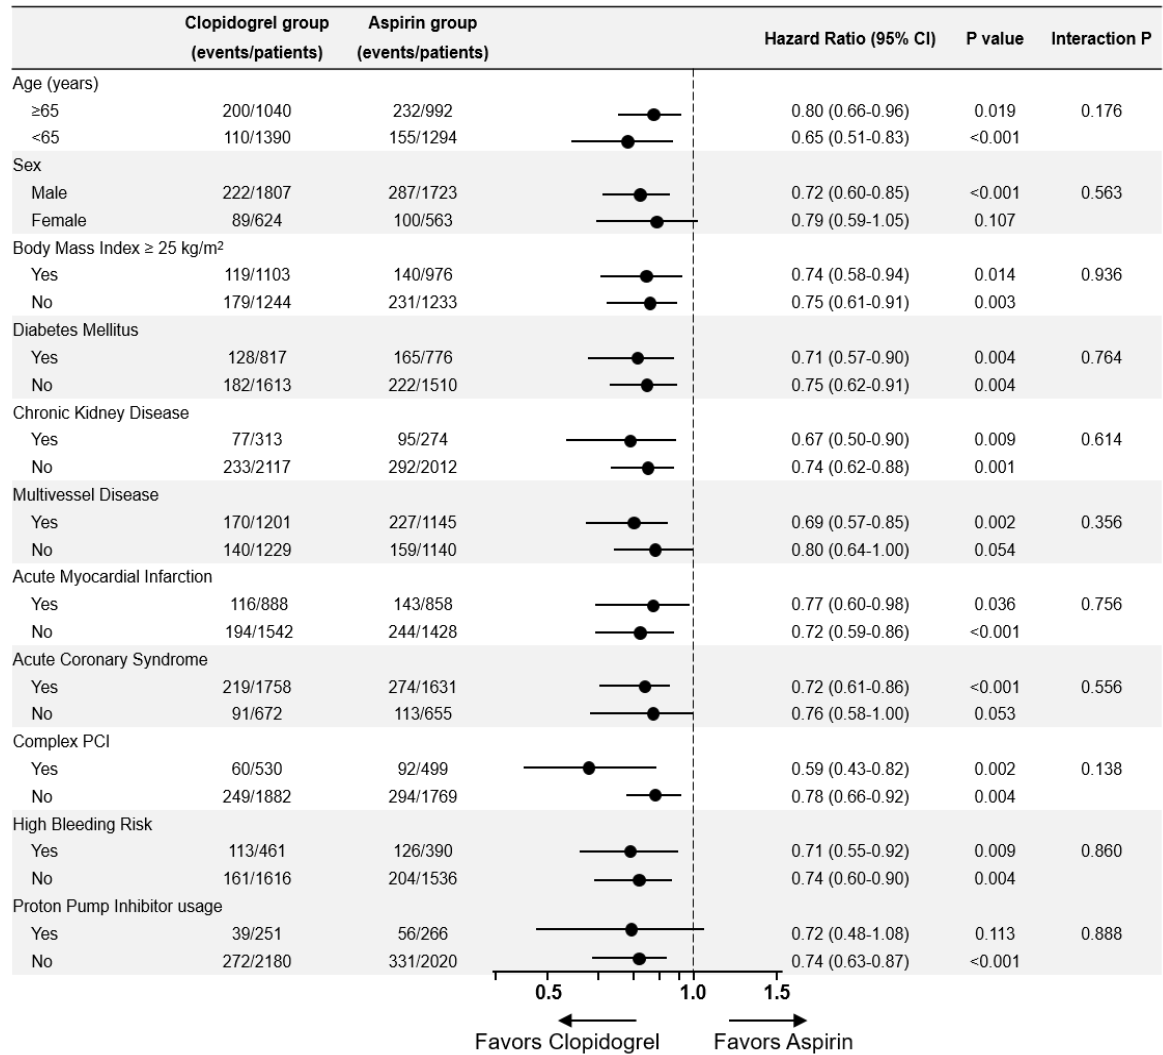 Clopidogrel group Aspirin group
(events/patients) (events/patients) Hazard Ratio (95% CI) P value Interaction P
Age (years)
≥65 200/1040 232/992 0.80 (0.66-0.96) 0.019 0.176
<65 110/1390 155/1294 0.65 (0.51-0.83) <0.001
Sex
Male 222/1807 287/1723 0.72 (0.60-0.85) <0.001 0.563
Female 89/624 100/563 0.79 (0.59-1.05) 0.107
Body Mass Index ≥ 25 kg/m²
Yes 119/1103 140/976 0.74 (0.58-0.94) 0.014 0.936
No 179/1244 231/1233 0.75 (0.61-0.91) 0.003
Diabetes Mellitus
Yes 128/817 165/776 0.71 (0.57-0.90) 0.004 0.764
No 182/1613 222/1510 0.75 (0.62-0.91) 0.004
Chronic Kidney Disease
Yes 77/313 95/274 0.67 (0.50-0.90) 0.009 0.614
No 233/2117 292/2012 0.74 (0.62-0.88) 0.001
Multivessel Disease
Yes 170/1201 227/1145 0.69 (0.57-0.85) 0.002 0.356
No 140/1229 159/1140 0.80 (0.64-1.00) 0.054
Acute Myocardial Infarction
Yes 116/888 143/858 0.77 (0.60-0.98) 0.036 0.756
No 194/1542 244/1428 0.72 (0.59-0.86) <0.001
Acute Coronary Syndrome
Yes 219/1758 274/1631 0.72 (0.61-0.86) <0.001 0.556
No 91/672 113/655 0.76 (0.58-1.00) 0.053
Complex PCI
Yes 60/530 92/499 0.59 (0.43-0.82) 0.002 0.138
No 249/1882 294/1769 0.78 (0.66-0.92) 0.004
High Bleeding Risk
Yes 113/461 126/390 0.71 (0.55-0.92) 0.009 0.860
No 161/1616 204/1536 0.74 (0.60-0.90) 0.004
Proton Pump Inhibitor usage
Yes 39/251 56/266 0.72 (0.48-1.08) 0.113 0.888
No 272/2180 331/2020 0.74 (0.63-0.87) <0.001
0.5 1.0 1.5
Favors Clopidogrel Favors Aspirin